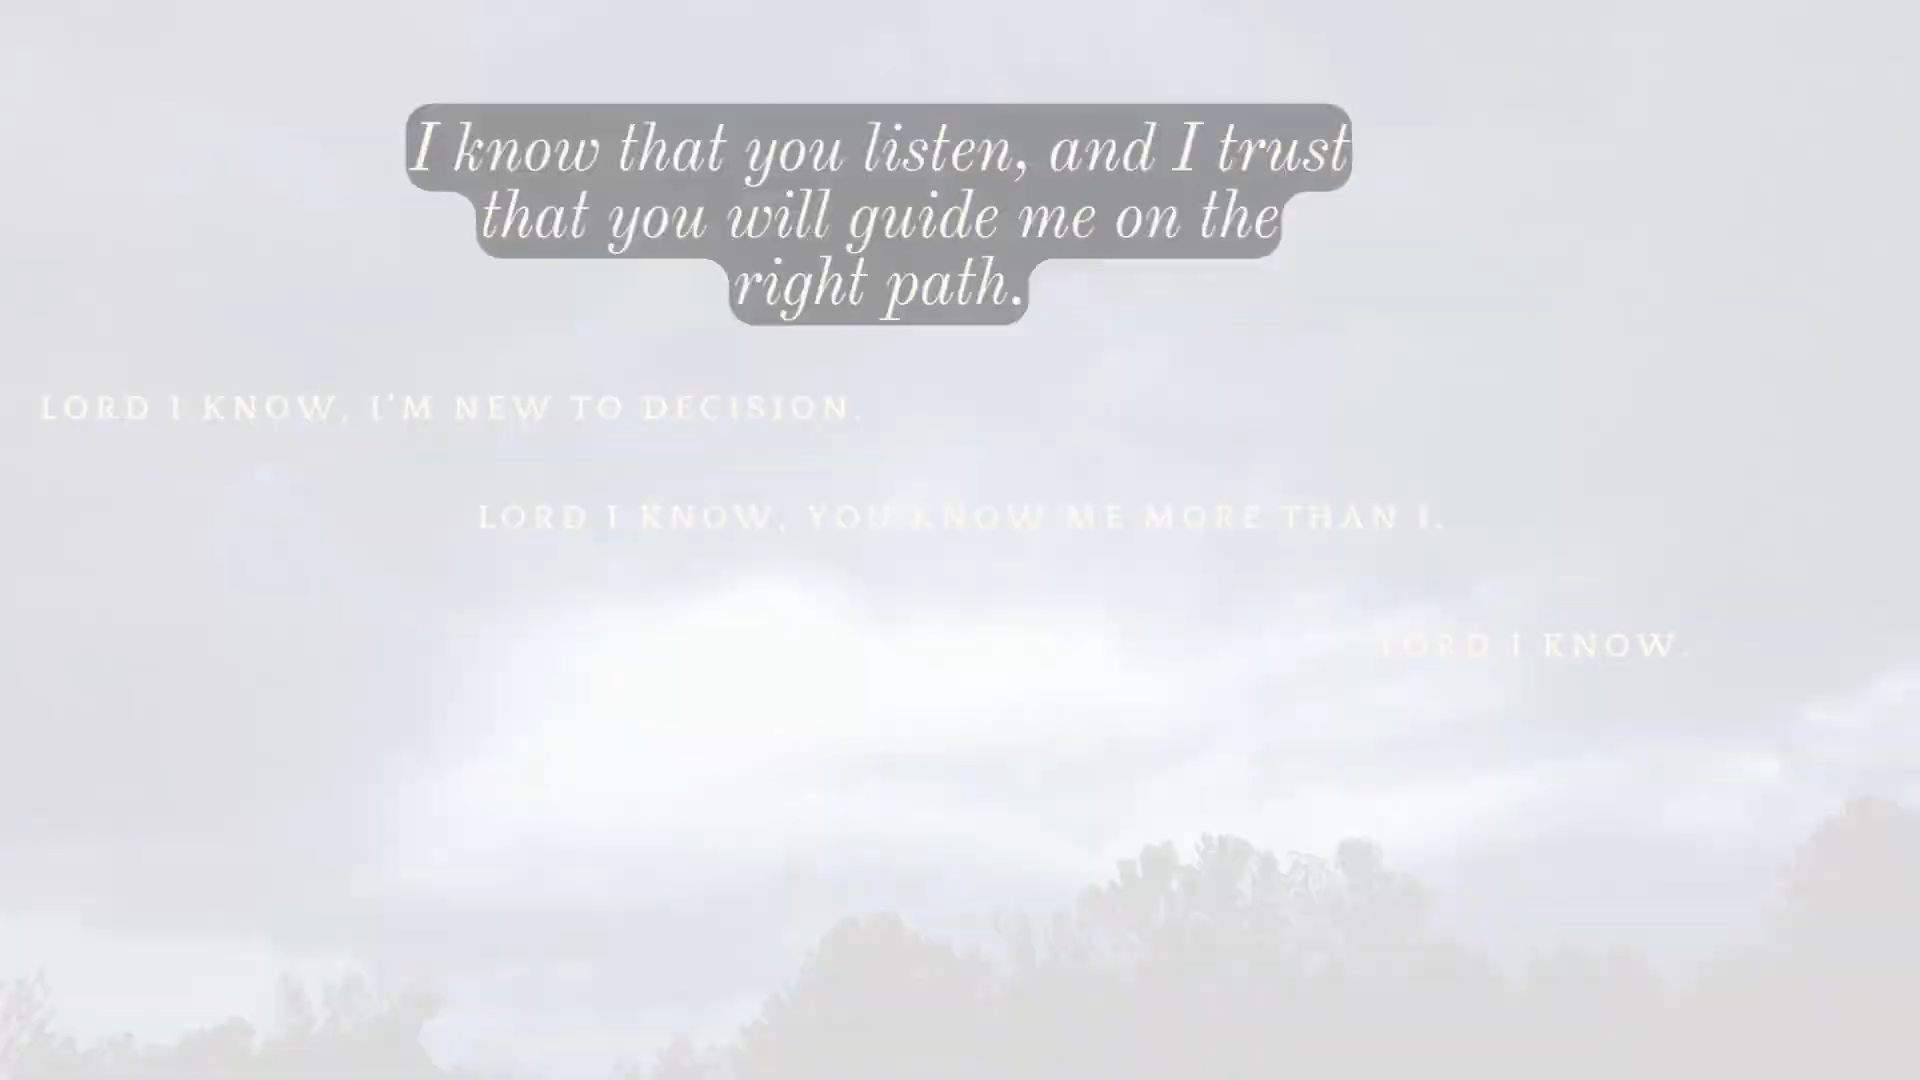 I know that you listen, and I trust
that you will guide me on the
right path.
LORD I KNOW, I'M NEW TO DECISION.
LORD I KNOW, YOU KNOW ME MORE THAN I.
LORD I KNOW.